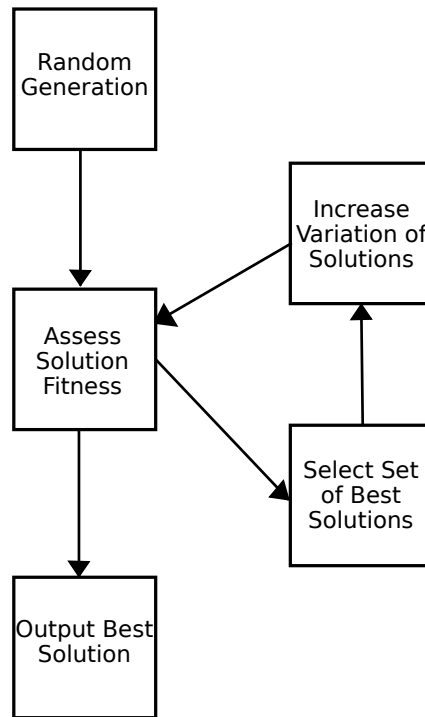 Random
Generation
Increase
Variation of
Solutions
Assess
Solution
Fitness
Select Set
of Best
Solutions
Output Best
Solution